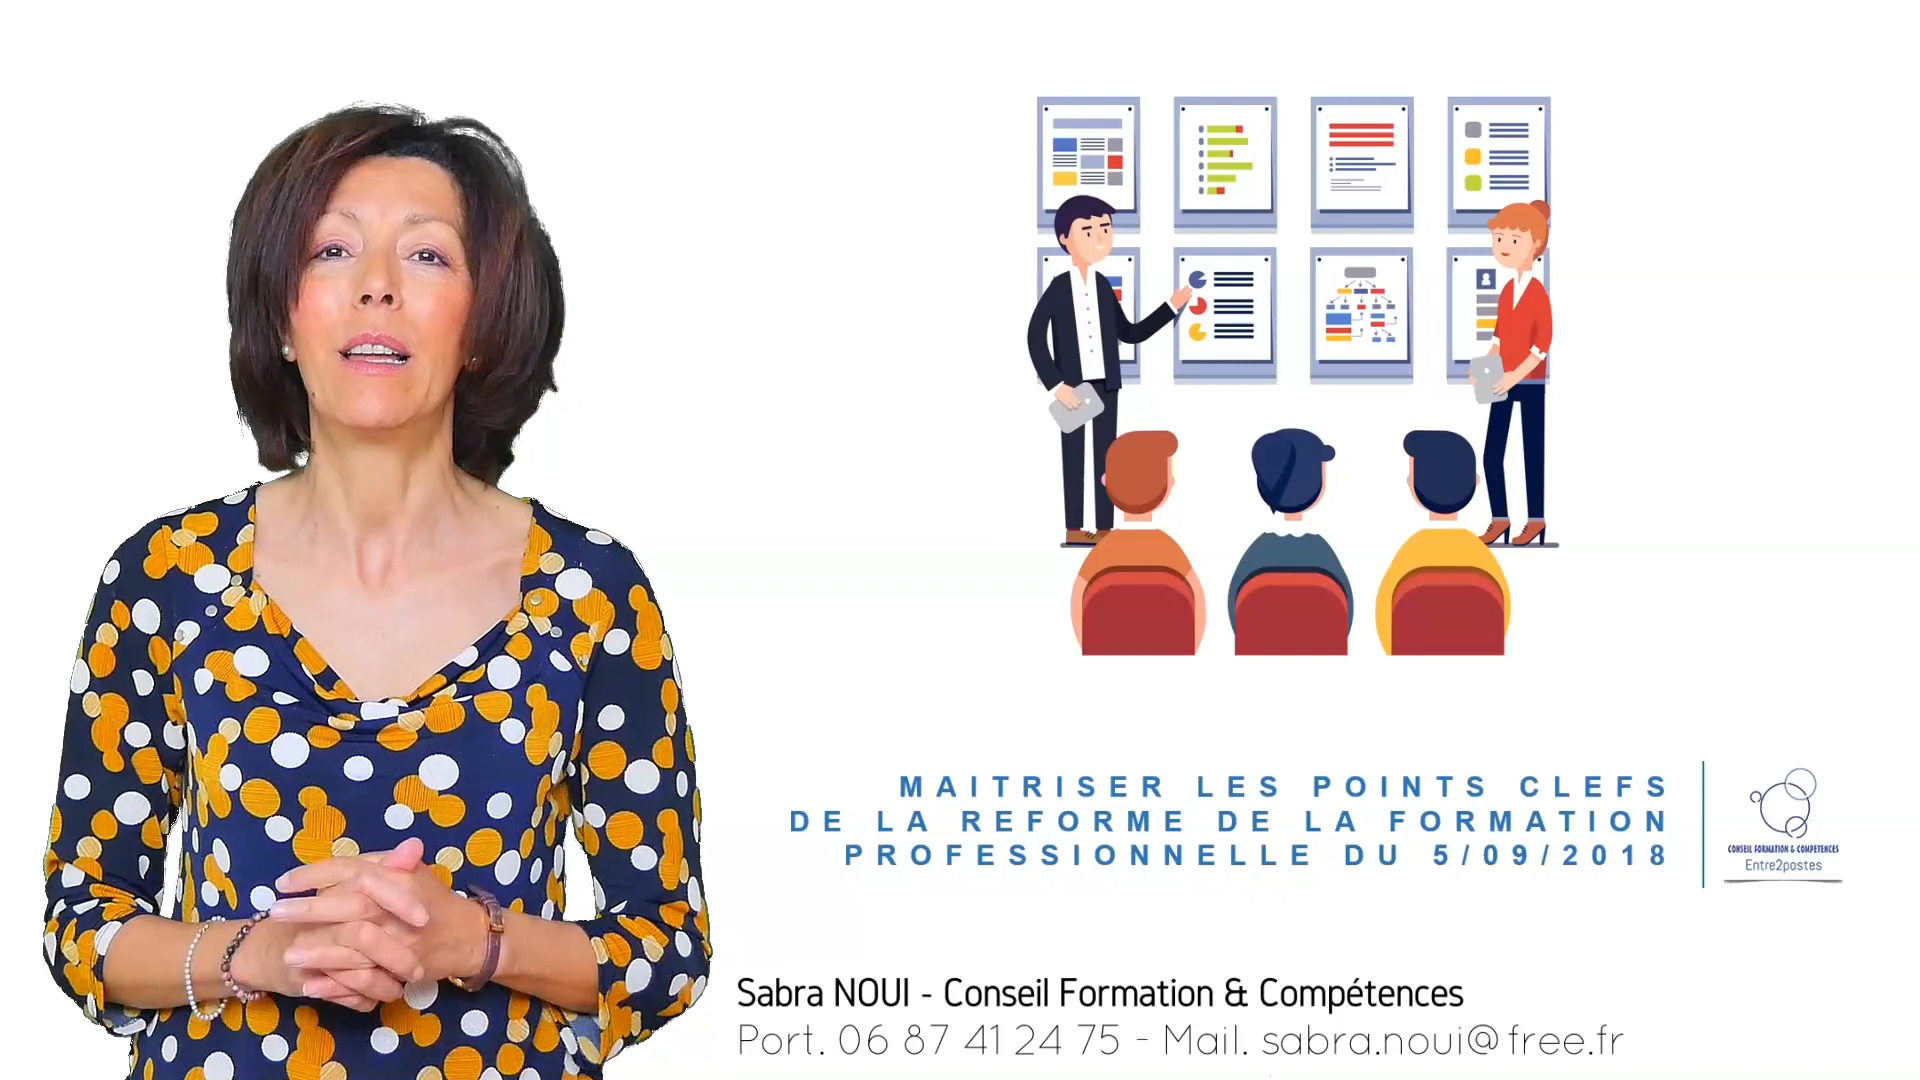 MAITRISER LES POINTS CLEFS
DE LA REFORME DE LA FORMATION
PROFESSIONNELLE DU 5/09/2018
CONSEIL FORMATION & COMPETENCES
Entre2postes
Sabra NOUI - Conseil Formation & Compétences
Port. 06 87 41 24 75 - Mail. sabra.noui@free.fr